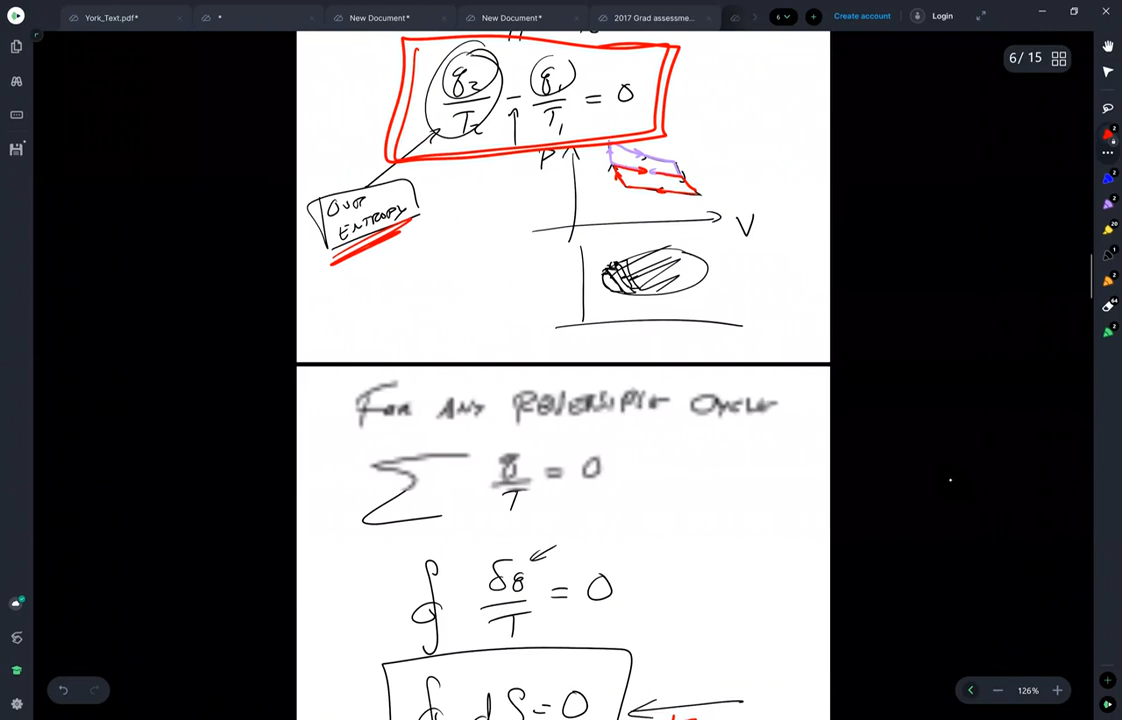 York_Text.pdf*
*
New Document*
New Document*
2017 Grad assessme...
6
Create account
Login
6/15
q₂/T₂ - q₁/T₁ = 0
P
V
OUR
ENTROPY
FOR ANY REVERSIBLE CYCLE
∑ q/T = 0
∮ δq/T = 0
∮ dS = 0
126%